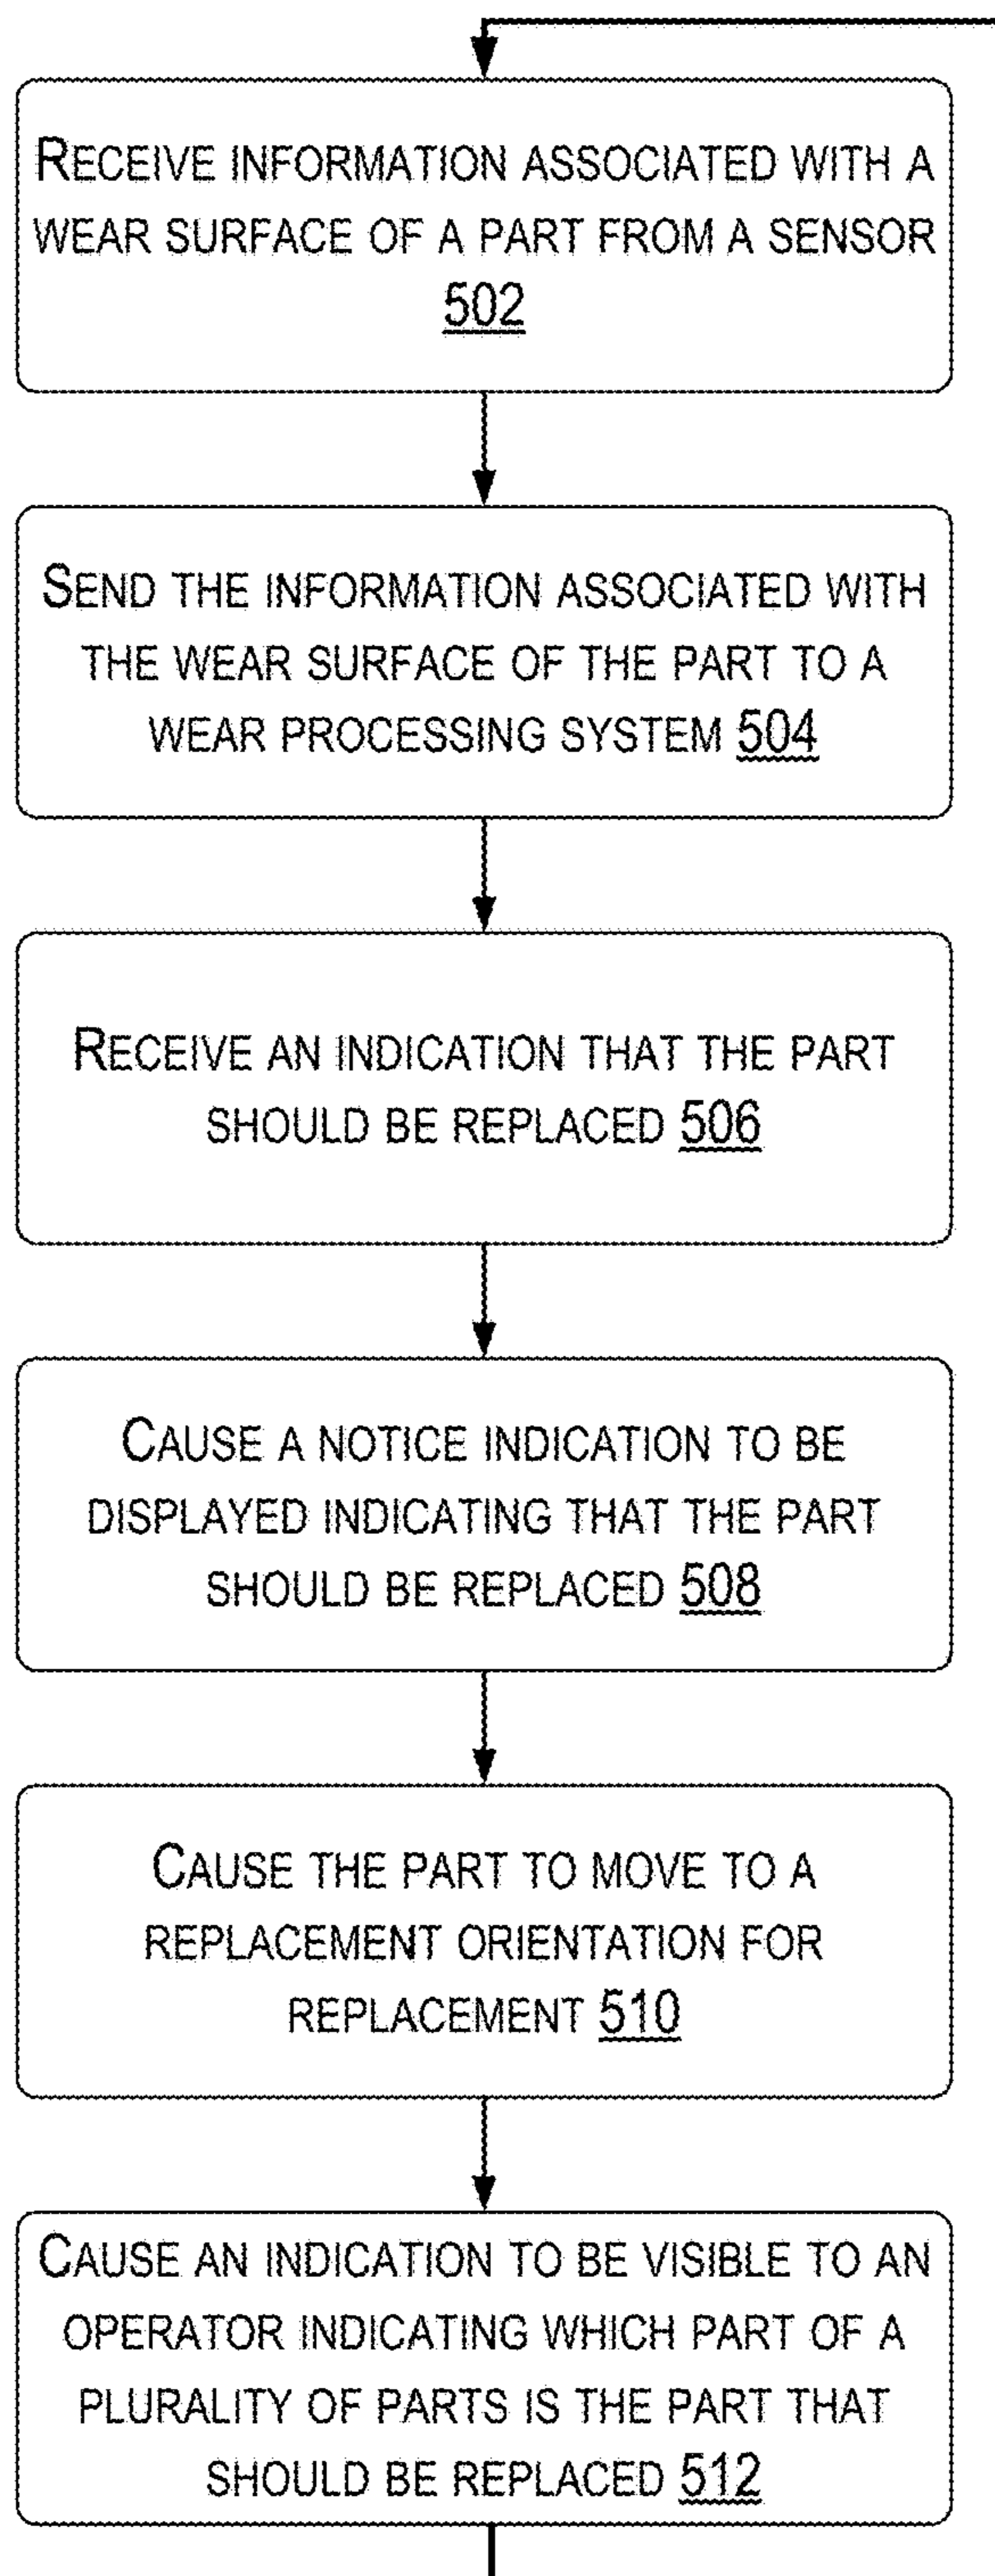 RECEIVE INFORMATION ASSOCIATED WITH A
WEAR SURFACE OF A PART FROM A SENSOR
502
SEND THE INFORMATION ASSOCIATED WITH
THE WEAR SURFACE OF THE PART TO A
WEAR PROCESSING SYSTEM 504
RECEIVE AN INDICATION THAT THE PART
SHOULD BE REPLACED 506
CAUSE A NOTICE INDICATION TO BE
DISPLAYED INDICATING THAT THE PART
SHOULD BE REPLACED 508
CAUSE THE PART TO MOVE TO A
REPLACEMENT ORIENTATION FOR
REPLACEMENT 510
CAUSE AN INDICATION TO BE VISIBLE TO AN
OPERATOR INDICATING WHICH PART OF A
PLURALITY OF PARTS IS THE PART THAT
SHOULD BE REPLACED 512